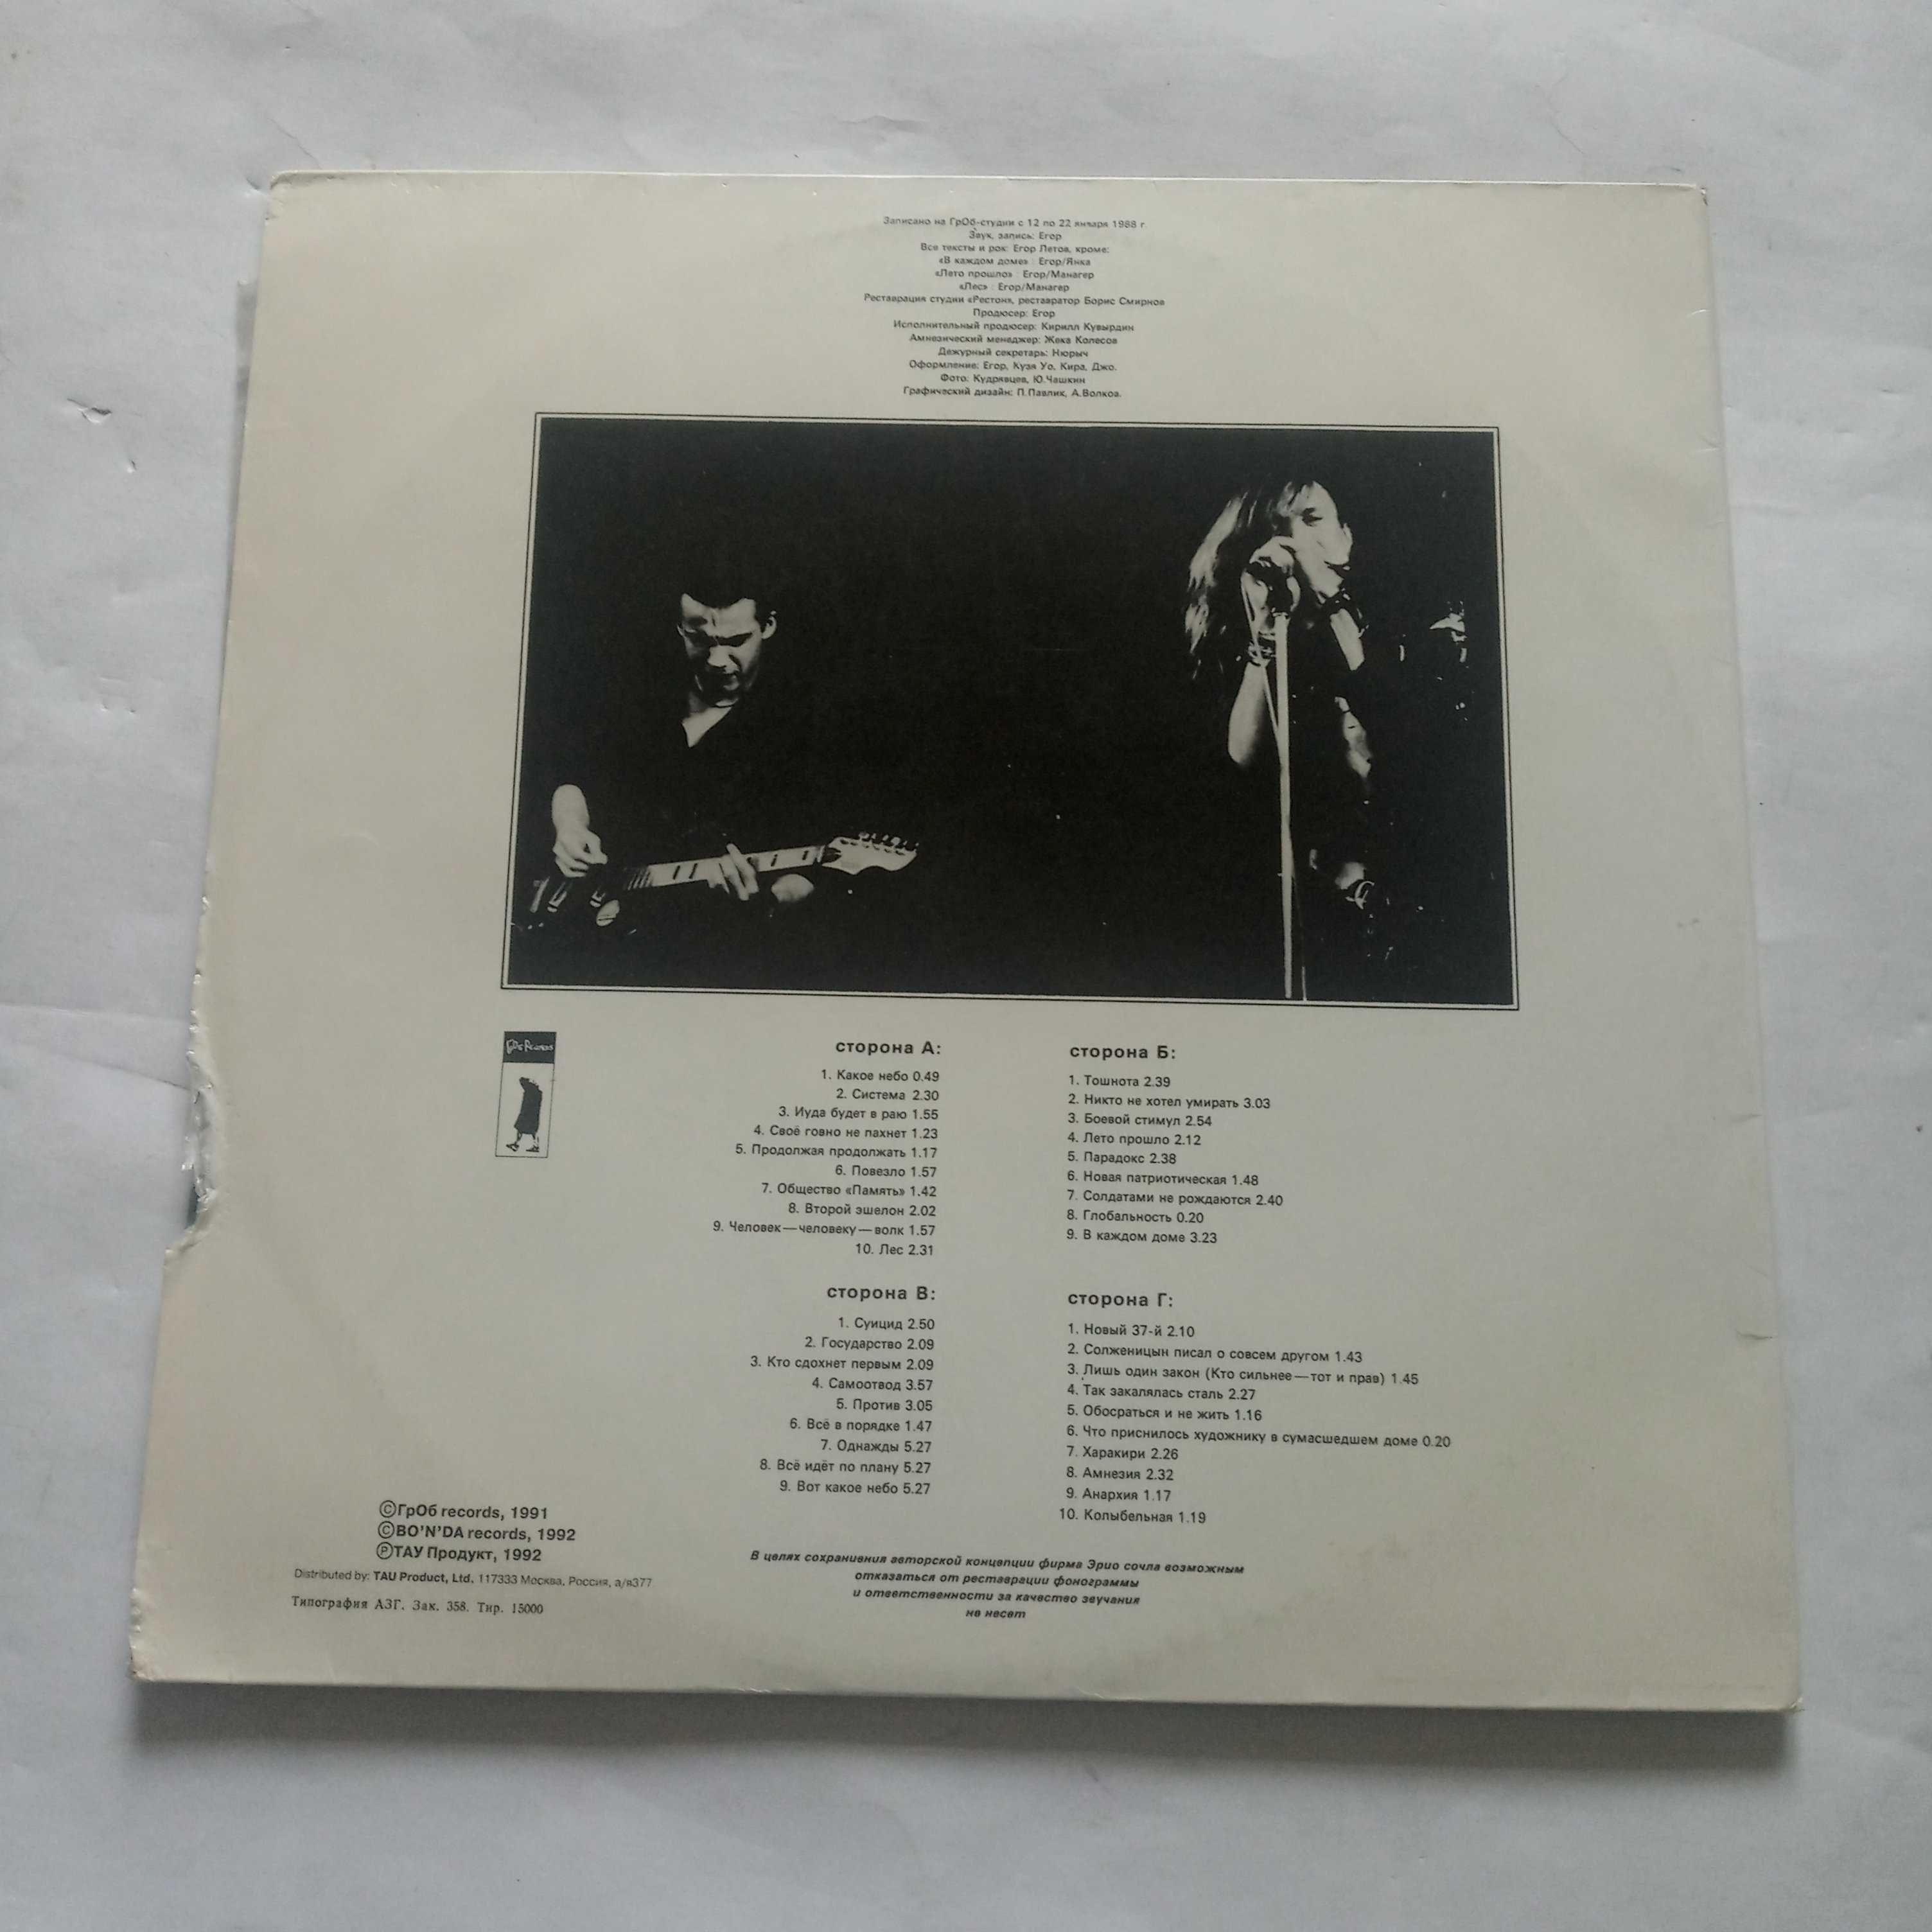 Записано на ГрОб-студии с 12 по 22 января 1988 г.
Звук, запись: Егор
Все тексты и рок: Егор Летов, кроме:
«В каждом доме» : Егор/Янка
«Лето прошло» : Егор/Манагер
«Лес» : Егор/Манагер
Реставрация студии «Рестон», реставратор Борис Смирнов
Продюсер: Егор
Исполнительный продюсер: Кирилл Кувырдин
Амнезический менеджер: Жека Колесов
Дежурный секретарь: Нюрыч
Оформление: Егор, Кузя Уо, Кира, Джо.
Фото: Кудрявцев, Ю.Чашкин
Графический дизайн: П.Павлик, А.Волков.
ГрОб Records
сторона А:
1. Какое небо 0.49
2. Система 2.30
3. Иуда будет в раю 1.55
4. Своё говно не пахнет 1.23
5. Продолжая продолжать 1.17
6. Повезло 1.57
7. Общество «Память» 1.42
8. Второй эшелон 2.02
9. Человек—человеку—волк 1.57
10. Лес 2.31
сторона Б:
1. Тошнота 2.39
2. Никто не хотел умирать 3.03
3. Боевой стимул 2.54
4. Лето прошло 2.12
5. Парадокс 2.38
6. Новая патриотическая 1.48
7. Солдатами не рождаются 2.40
8. Глобальность 0.20
9. В каждом доме 3.23
сторона В:
1. Суицид 2.50
2. Государство 2.09
3. Кто сдохнет первым 2.09
4. Самоотвод 3.57
5. Против 3.05
6. Всё в порядке 1.47
7. Однажды 5.27
8. Всё идёт по плану 5.27
9. Вот какое небо 5.27
сторона Г:
1. Новый 37-й 2.10
2. Солженицын писал о совсем другом 1.43
3. Лишь один закон (Кто сильнее—тот и прав) 1.45
4. Так закалялась сталь 2.27
5. Обосраться и не жить 1.16
6. Что приснилось художнику в сумасшедшем доме 0.20
7. Харакири 2.26
8. Амнезия 2.32
9. Анархия 1.17
10. Колыбельная 1.19
©ГрОб records, 1991
©BO'N'DA records, 1992
℗ТАУ Продукт, 1992
Distributed by: TAU Product, Ltd. 117333 Москва, Россия, а/я377
Типография АЗГ. Зак. 358. Тир. 15000
В целях сохранивния авторской концепции фирма Эрио сочла возможным
отказаться от реставрации фонограммы
и ответственности за качество звучания
не несет